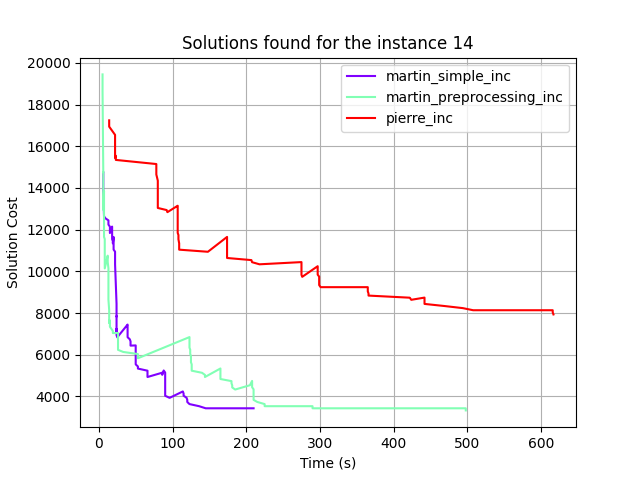 Solutions found for the instance 14
martin_simple_inc
martin_preprocessing_inc
pierre_inc
Solution Cost
20000
18000
16000
14000
12000
10000
8000
6000
4000
0 100 200 300 400 500 600
Time (s)